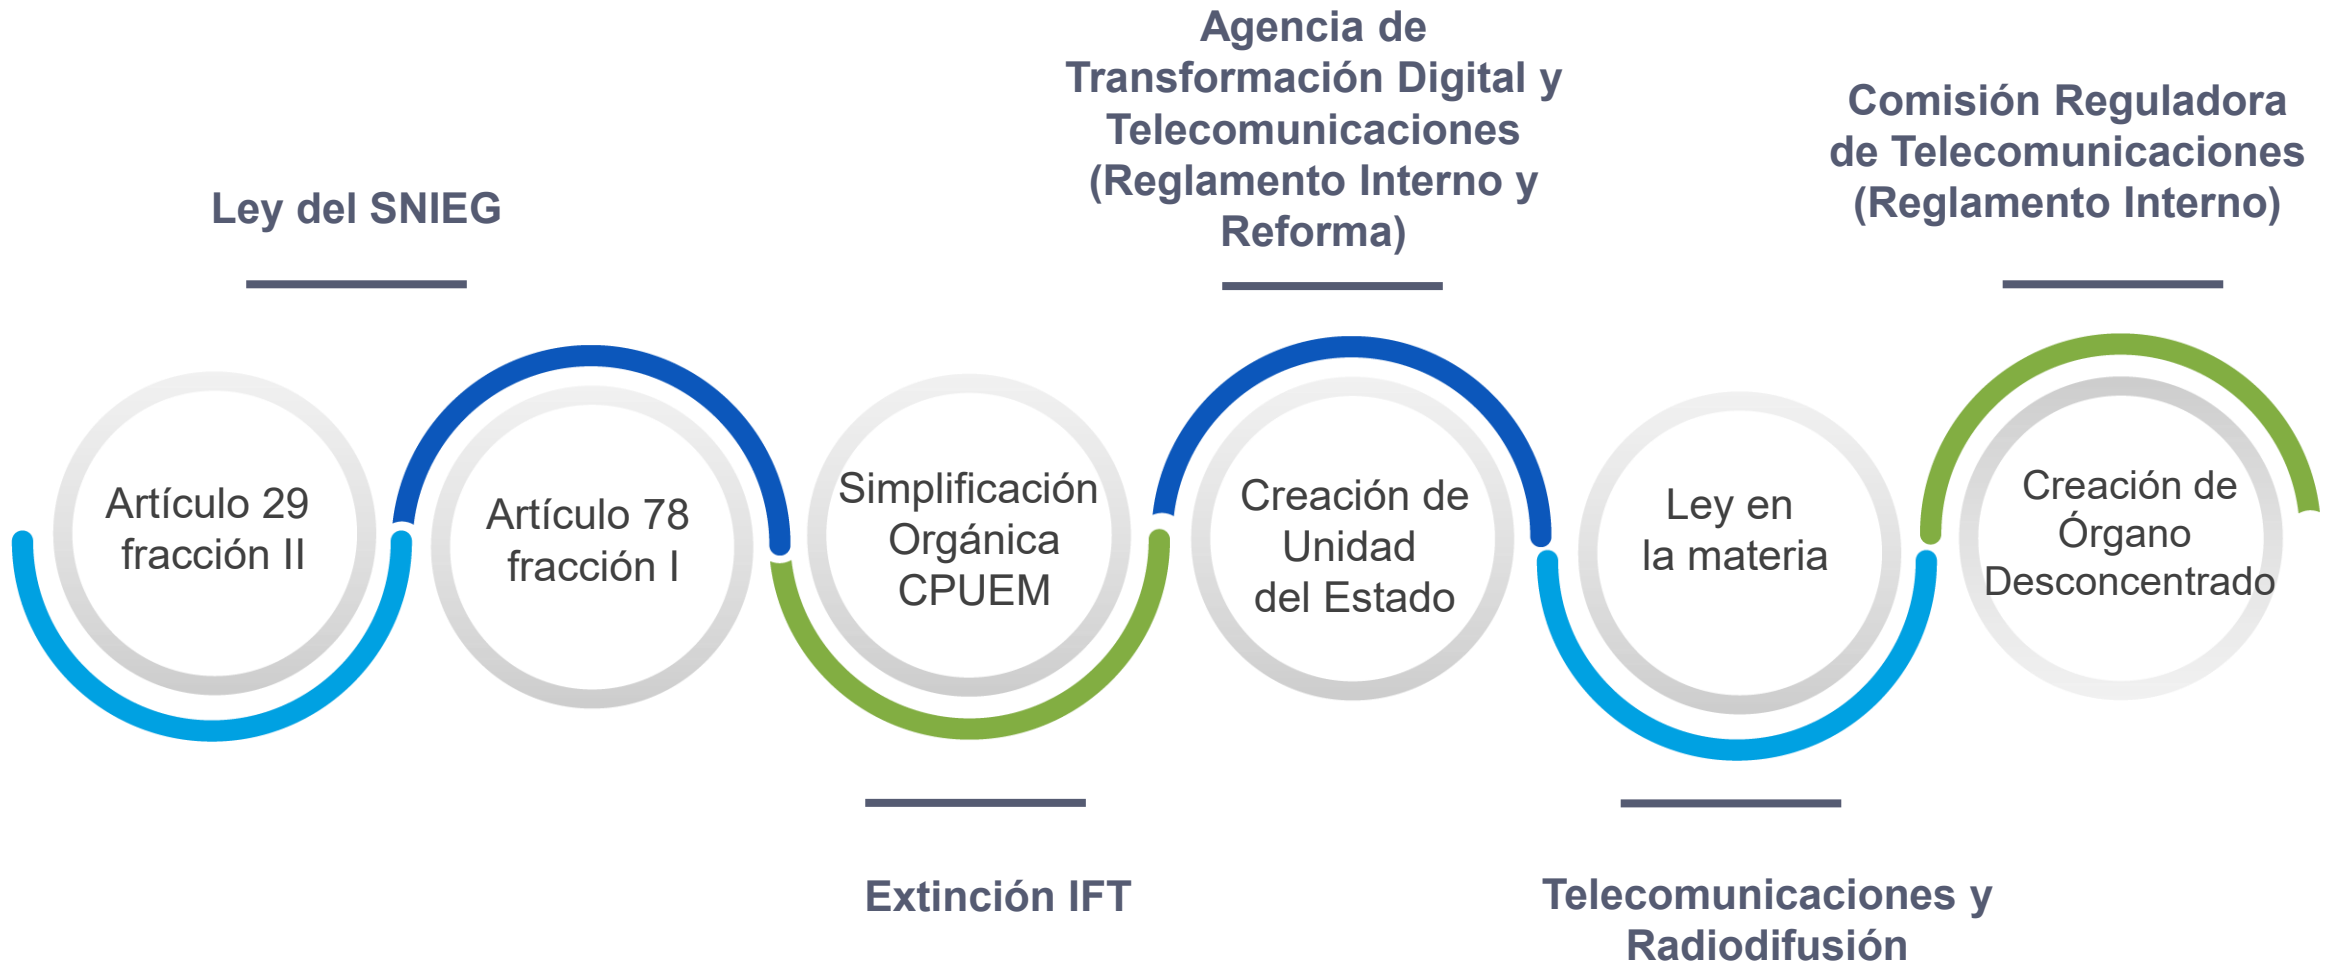 Ley del SNIEG
Artículo 29
fracción II
Artículo 78
fracción I
Simplificación
Orgánica
CPUEM
Extinción IFT
Agencia de
Transformación Digital y
Telecomunicaciones
(Reglamento Interno y
Reforma)
Creación de
Unidad
del Estado
Ley en
la materia
Telecomunicaciones y
Radiodifusión
Comisión Reguladora
de Telecomunicaciones
(Reglamento Interno)
Creación de
Órgano
Desconcentrado